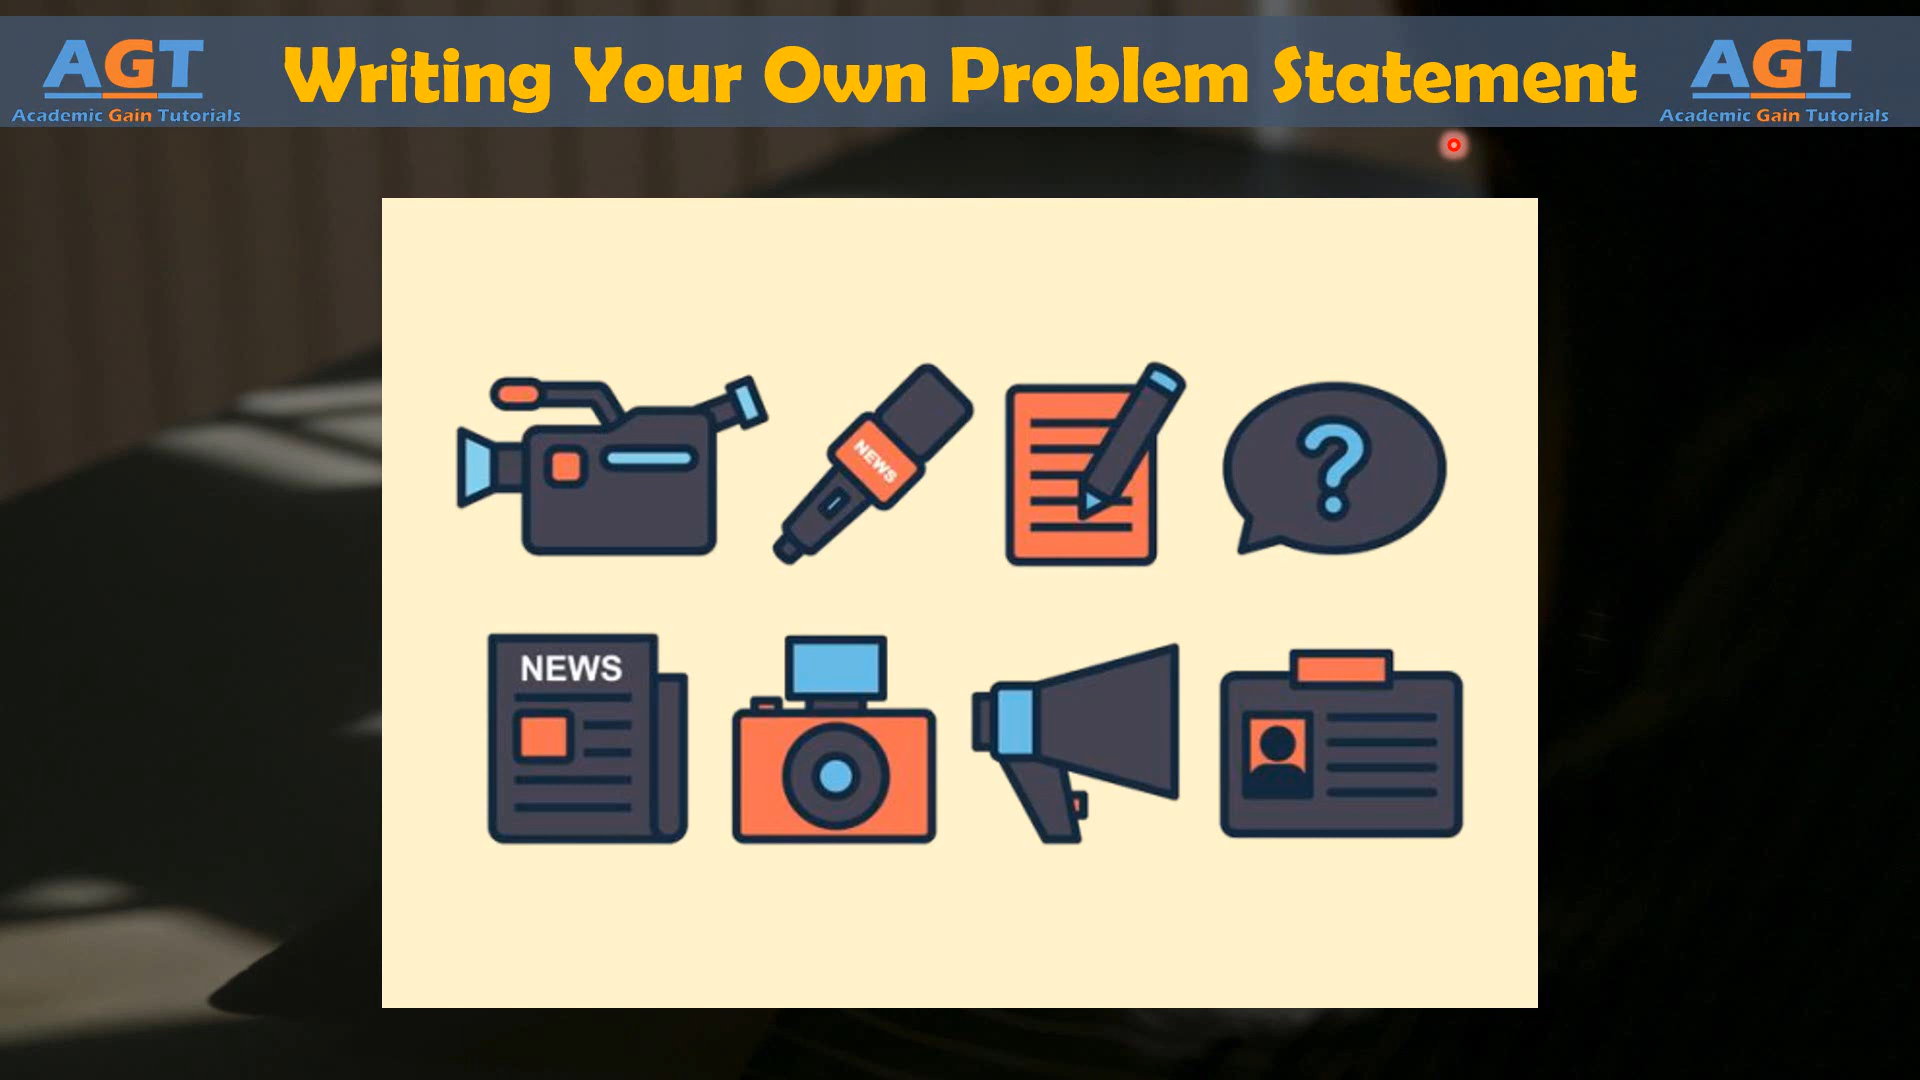 AGT
Academic Gain Tutorials
Writing Your Own Problem Statement
AGT
Academic Gain Tutorials
NEWS
?
NEWS